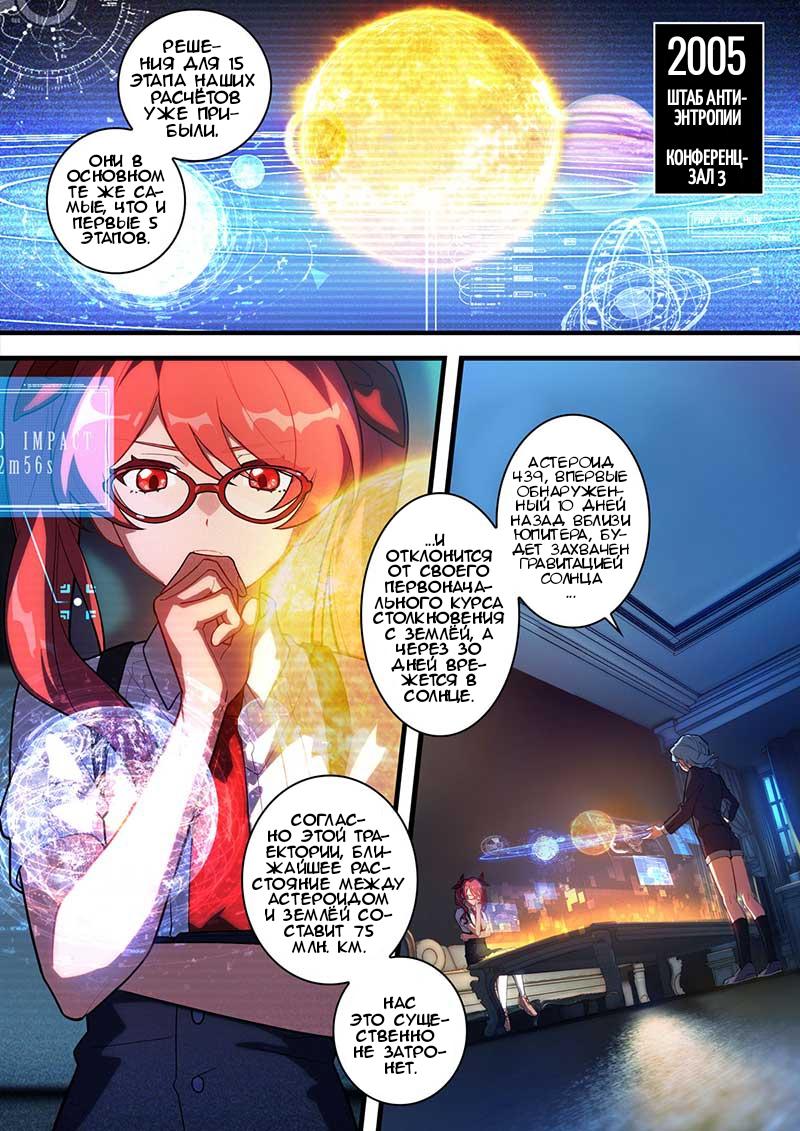 2005
ШТАБ АНТИ-
ЭНТРОПИИ
КОНФЕРЕНЦ-
ЗАЛ 3
РЕШЕ-
НИЯ ДЛЯ 15
ЭТАПА НАШИХ
РАСЧЁТОВ
УЖЕ ПРИ-
БЫЛИ.
ОНИ В
ОСНОВНОМ
ТЕ ЖЕ СА-
МЫЕ, ЧТО И
ПЕРВЫЕ 5
ЭТАПОВ.
FIRST TEXT HERE
IMPACT
2m56s
АСТЕРОИД
439, ВПЕРВЫЕ
ОБНАРУЖЕН-
НЫЙ 10 ДНЕЙ
НАЗАД ВБЛИЗИ
ЮПИТЕРА, БУ-
ДЕТ ЗАХВАЧЕН
ГРАВИТАЦИЕЙ
СОЛНЦА
...
...И
ОТКЛОНИТСЯ
ОТ СВОЕГО
ПЕРВОНАЧА-
ЛЬНОГО КУРСА
СТОЛКНОВЕНИЯ
С ЗЕМЛЁЙ, А
ЧЕРЕЗ 30
ДНЕЙ ВРЕ-
ЖЕТСЯ В
СОЛНЦЕ.
СОГЛАС-
НО ЭТОЙ ТРА-
ЕКТОРИИ, БЛИ-
ЖАЙШЕЕ РАС-
СТОЯНИЕ МЕЖДУ
АСТЕРОИДОМ
И ЗЕМЛЁЙ СО-
СТАВИТ 75
МЛН. КМ.
НАС
ЭТО СУЩЕ-
СТВЕННО
НЕ ЗАТРО-
НЕТ.